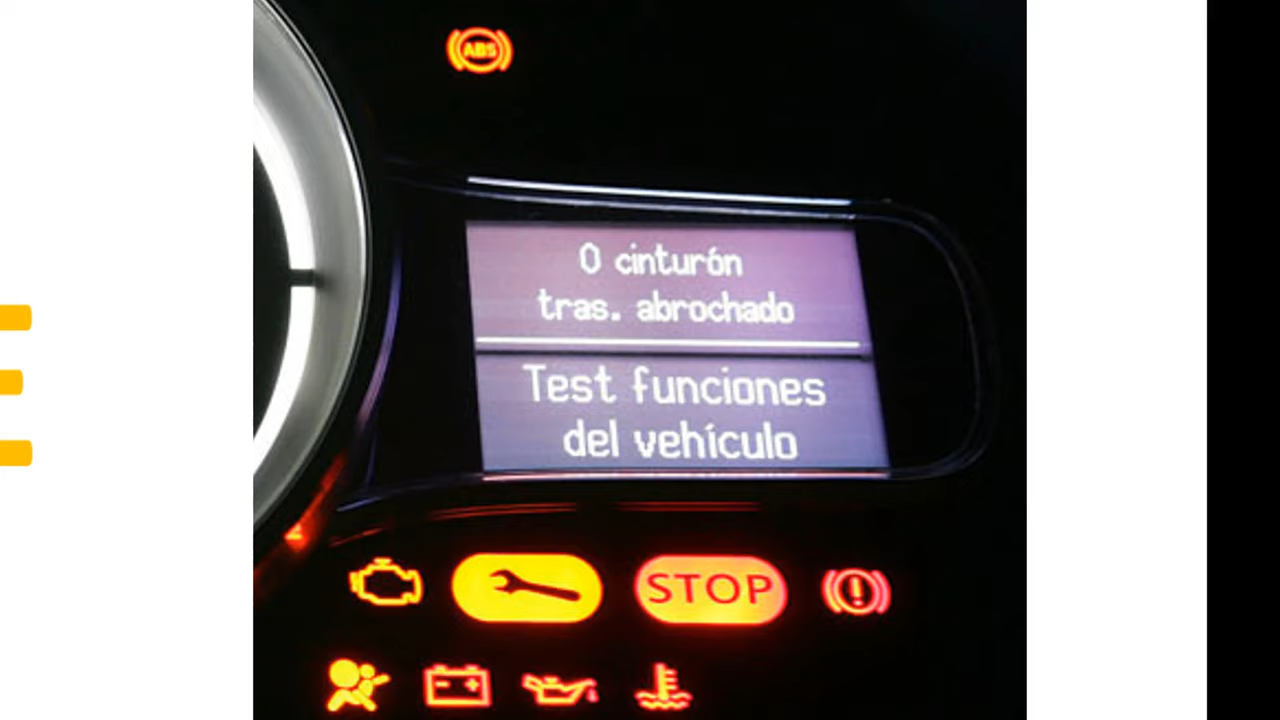 ABS
0 cinturón
tras. abrochado
Test funciones
del vehículo
STOP